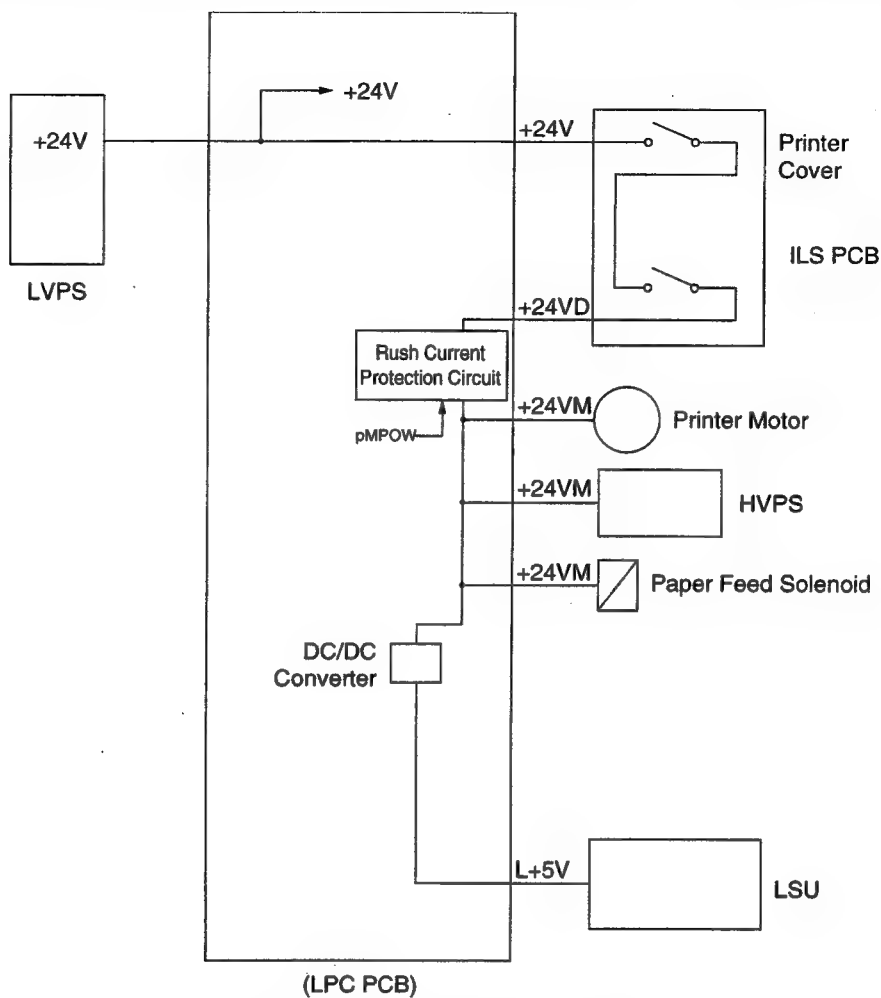 +24V
+24V
+24V
Printer
Cover
ILS PCB
LVPS
+24VD
Rush Current
Protection Circuit
pMPOW
+24VM
Printer Motor
+24VM
HVPS
+24VM
Paper Feed Solenoid
DC/DC
Converter
L+5V
LSU
(LPC PCB)